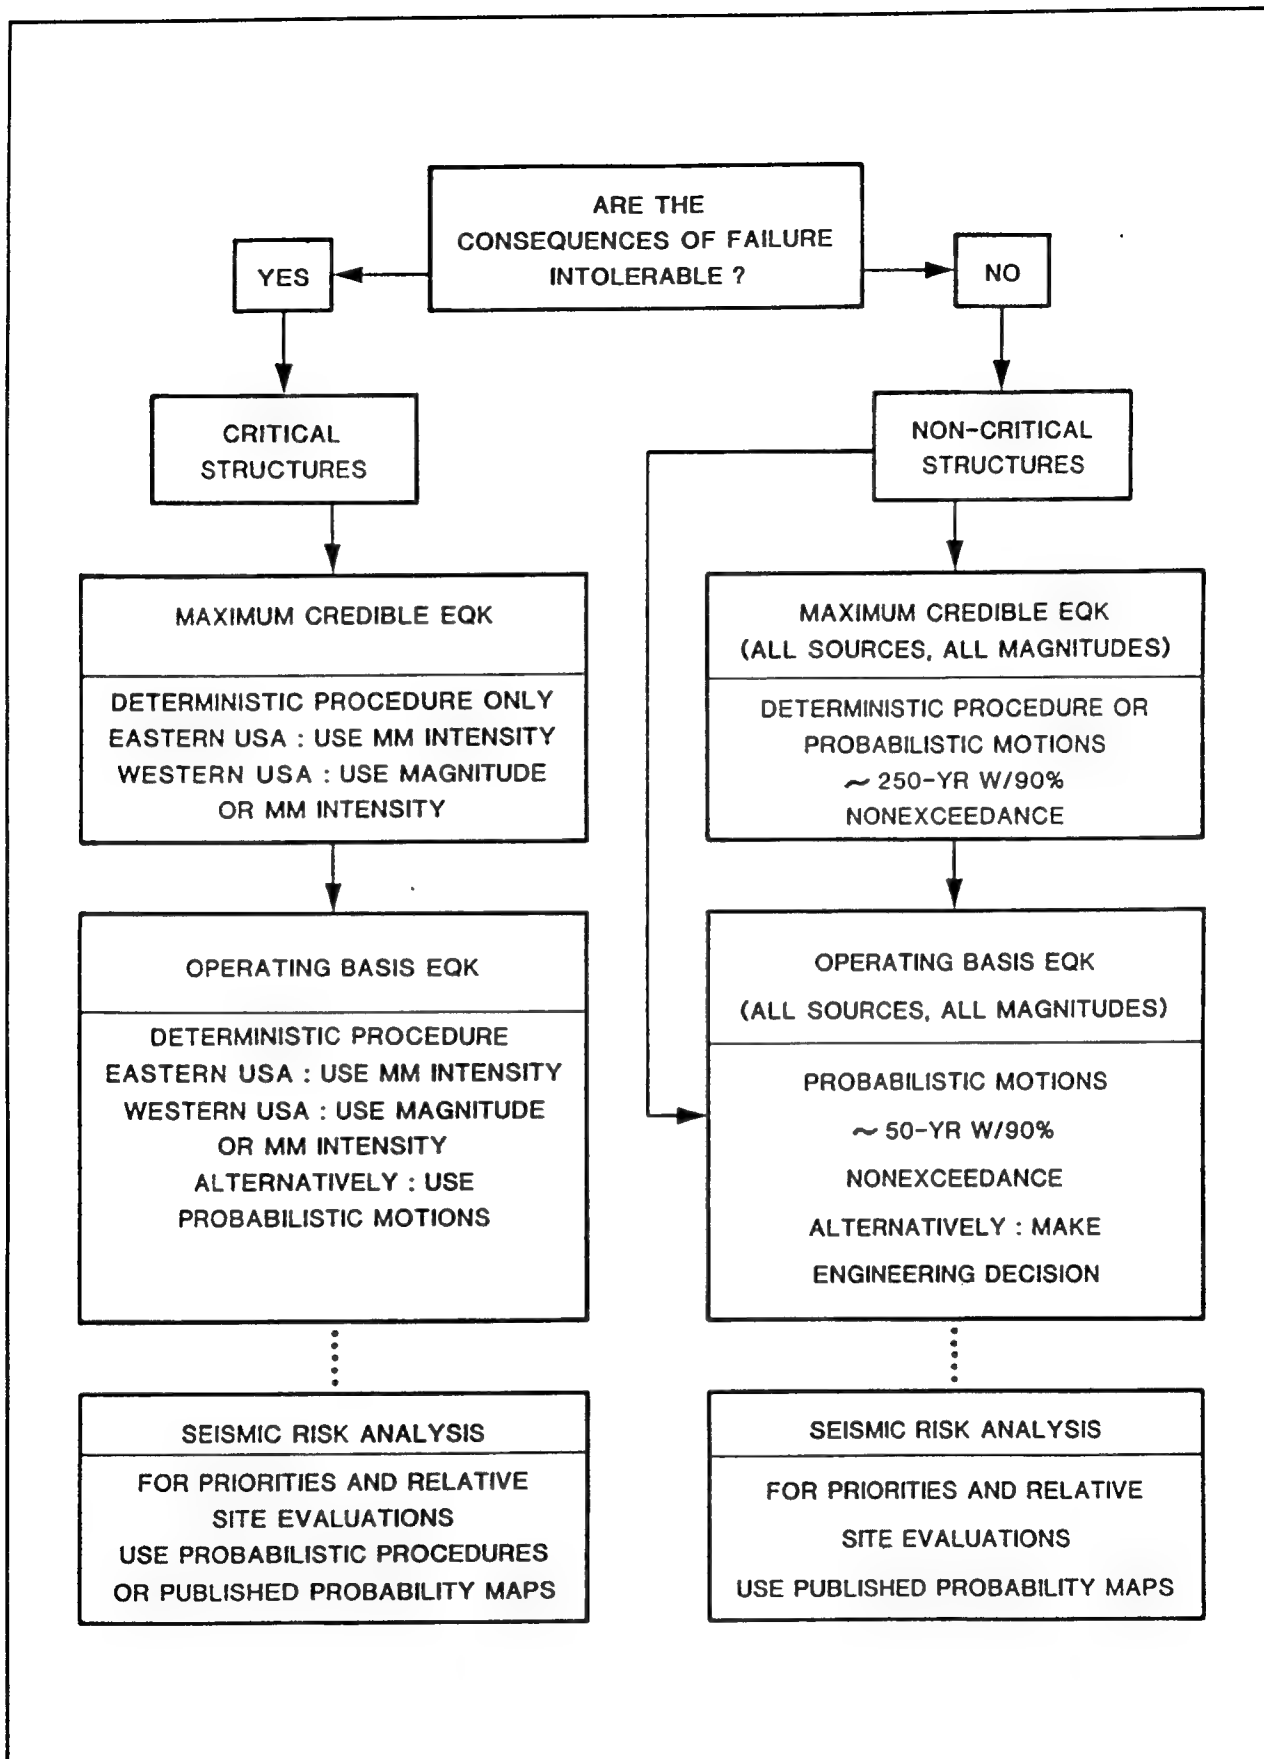 ARE THE
CONSEQUENCES OF FAILURE
INTOLERABLE ?
YES
NO
CRITICAL
STRUCTURES
NON-CRITICAL
STRUCTURES
MAXIMUM CREDIBLE EQK
DETERMINISTIC PROCEDURE ONLY
EASTERN USA : USE MM INTENSITY
WESTERN USA : USE MAGNITUDE
OR MM INTENSITY
MAXIMUM CREDIBLE EQK
(ALL SOURCES, ALL MAGNITUDES)
DETERMINISTIC PROCEDURE OR
PROBABILISTIC MOTIONS
~ 250-YR W/90%
NONEXCEEDANCE
OPERATING BASIS EQK
DETERMINISTIC PROCEDURE
EASTERN USA : USE MM INTENSITY
WESTERN USA : USE MAGNITUDE
OR MM INTENSITY
ALTERNATIVELY : USE
PROBABILISTIC MOTIONS
OPERATING BASIS EQK
(ALL SOURCES, ALL MAGNITUDES)
PROBABILISTIC MOTIONS
~ 50-YR W/90%
NONEXCEEDANCE
ALTERNATIVELY : MAKE
ENGINEERING DECISION
SEISMIC RISK ANALYSIS
FOR PRIORITIES AND RELATIVE
SITE EVALUATIONS
USE PROBABILISTIC PROCEDURES
OR PUBLISHED PROBABILITY MAPS
SEISMIC RISK ANALYSIS
FOR PRIORITIES AND RELATIVE
SITE EVALUATIONS
USE PUBLISHED PROBABILITY MAPS